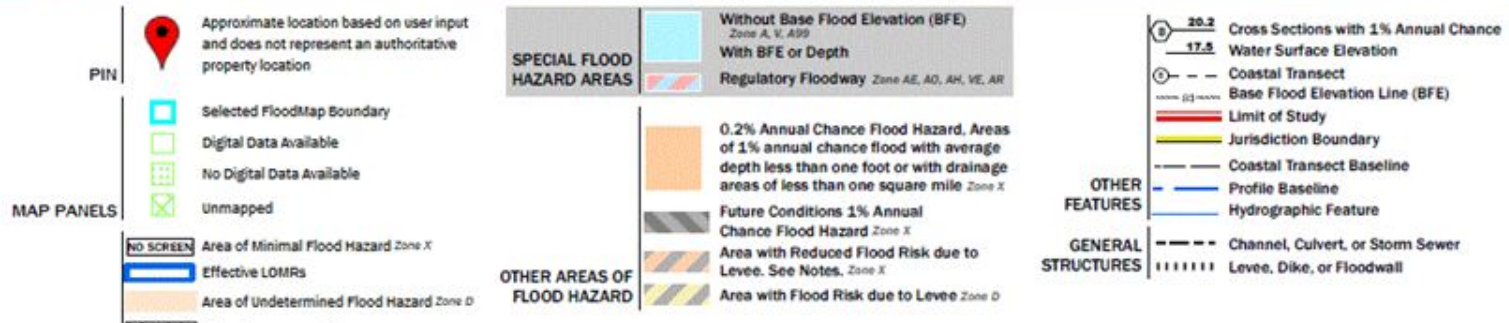 PIN
Approximate location based on user input
and does not represent an authoritative
property location
MAP PANELS
Selected FloodMap Boundary
Digital Data Available
No Digital Data Available
Unmapped
NO SCREEN Area of Minimal Flood Hazard Zone X
Effective LOMRs
Area of Undetermined Flood Hazard Zone D
SPECIAL FLOOD
HAZARD AREAS
Without Base Flood Elevation (BFE)
Zone A, V, A99
With BFE or Depth
Regulatory Floodway Zone AE, AO, AH, VE, AR
OTHER AREAS OF
FLOOD HAZARD
0.2% Annual Chance Flood Hazard, Areas
of 1% annual chance flood with average
depth less than one foot or with drainage
areas of less than one square mile Zone X
Future Conditions 1% Annual
Chance Flood Hazard Zone X
Area with Reduced Flood Risk due to
Levee. See Notes. Zone X
Area with Flood Risk due to Levee Zone D
OTHER
FEATURES
20.2 Cross Sections with 1% Annual Chance
17.5 Water Surface Elevation
Coastal Transect
Base Flood Elevation Line (BFE)
Limit of Study
Jurisdiction Boundary
Coastal Transect Baseline
Profile Baseline
Hydrographic Feature
GENERAL
STRUCTURES
Channel, Culvert, or Storm Sewer
Levee, Dike, or Floodwall